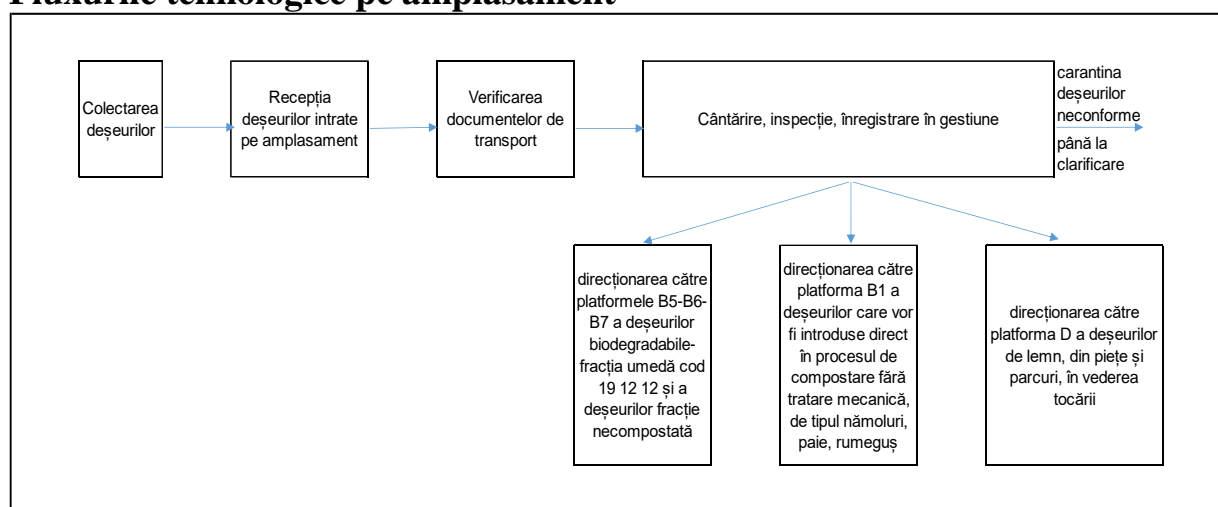 Fluxurile tehnologice pe amplasament
Colectarea
deșeurilor
Recepția
deșeurilor intrate
pe amplasament
Verificarea
documentelor de
transport
Cântărire, inspecție, înregistrare în gestiune
carantina
deșeurilor
neconforme
până la
clarificare
direcționarea către
platformele B5-B6-
B7 a deșeurilor
biodegradabile-
fracția umedă cod
19 12 12 și a
deșeurilor fracție
necompostată
direcționarea către
platforma B1 a
deșeurilor care vor
fi introduse direct
în procesul de
compostare fără
tratare mecanică,
de tipul nămoluri,
paie, rumeguș
direcționarea către
platforma D a deșeurilor
de lemn, din piețe și
parcuri, în vederea
tocării